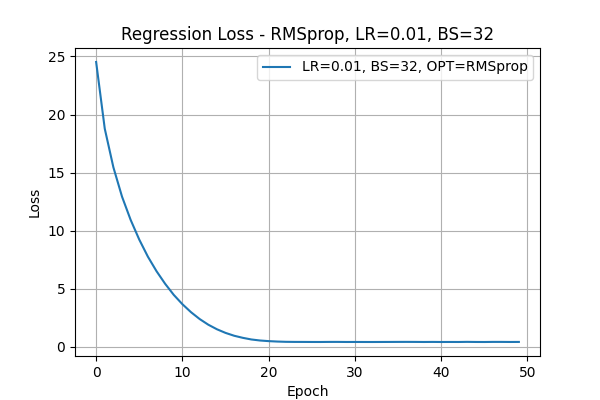 Regression Loss - RMSprop, LR=0.01, BS=32
LR=0.01, BS=32, OPT=RMSprop
Loss
25
20
15
10
5
0
0 10 20 30 40 50
Epoch